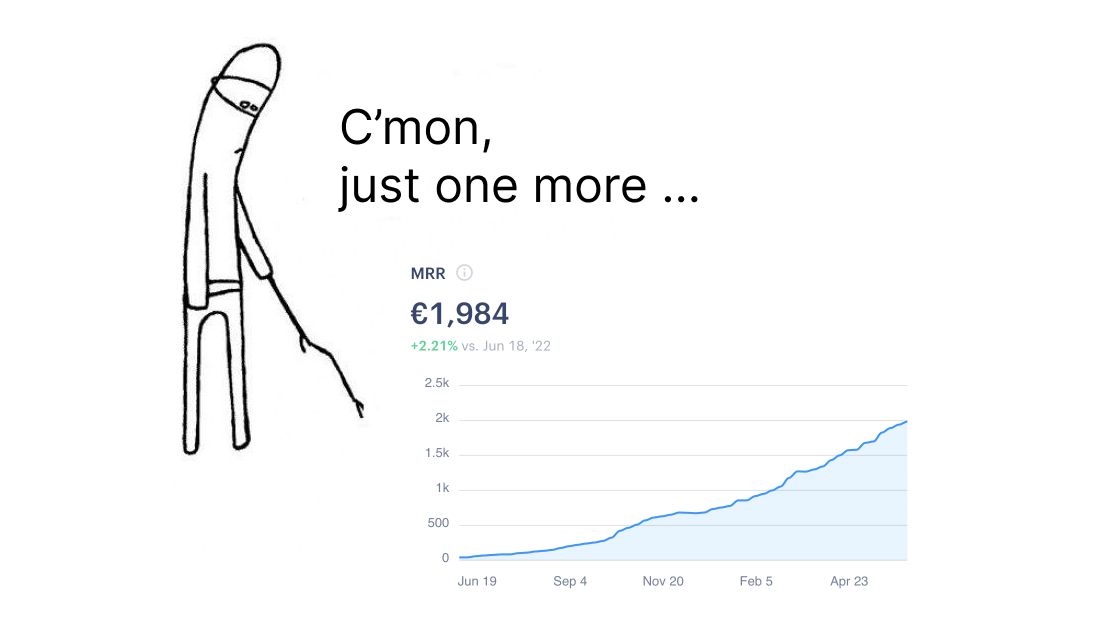 C’mon,
just one more ...
MRR
€1,984
+2.21% vs. Jun 18, '22
2.5k
2k
1.5k
1k
500
0
Jun 19 Sep 4 Nov 20 Feb 5 Apr 23